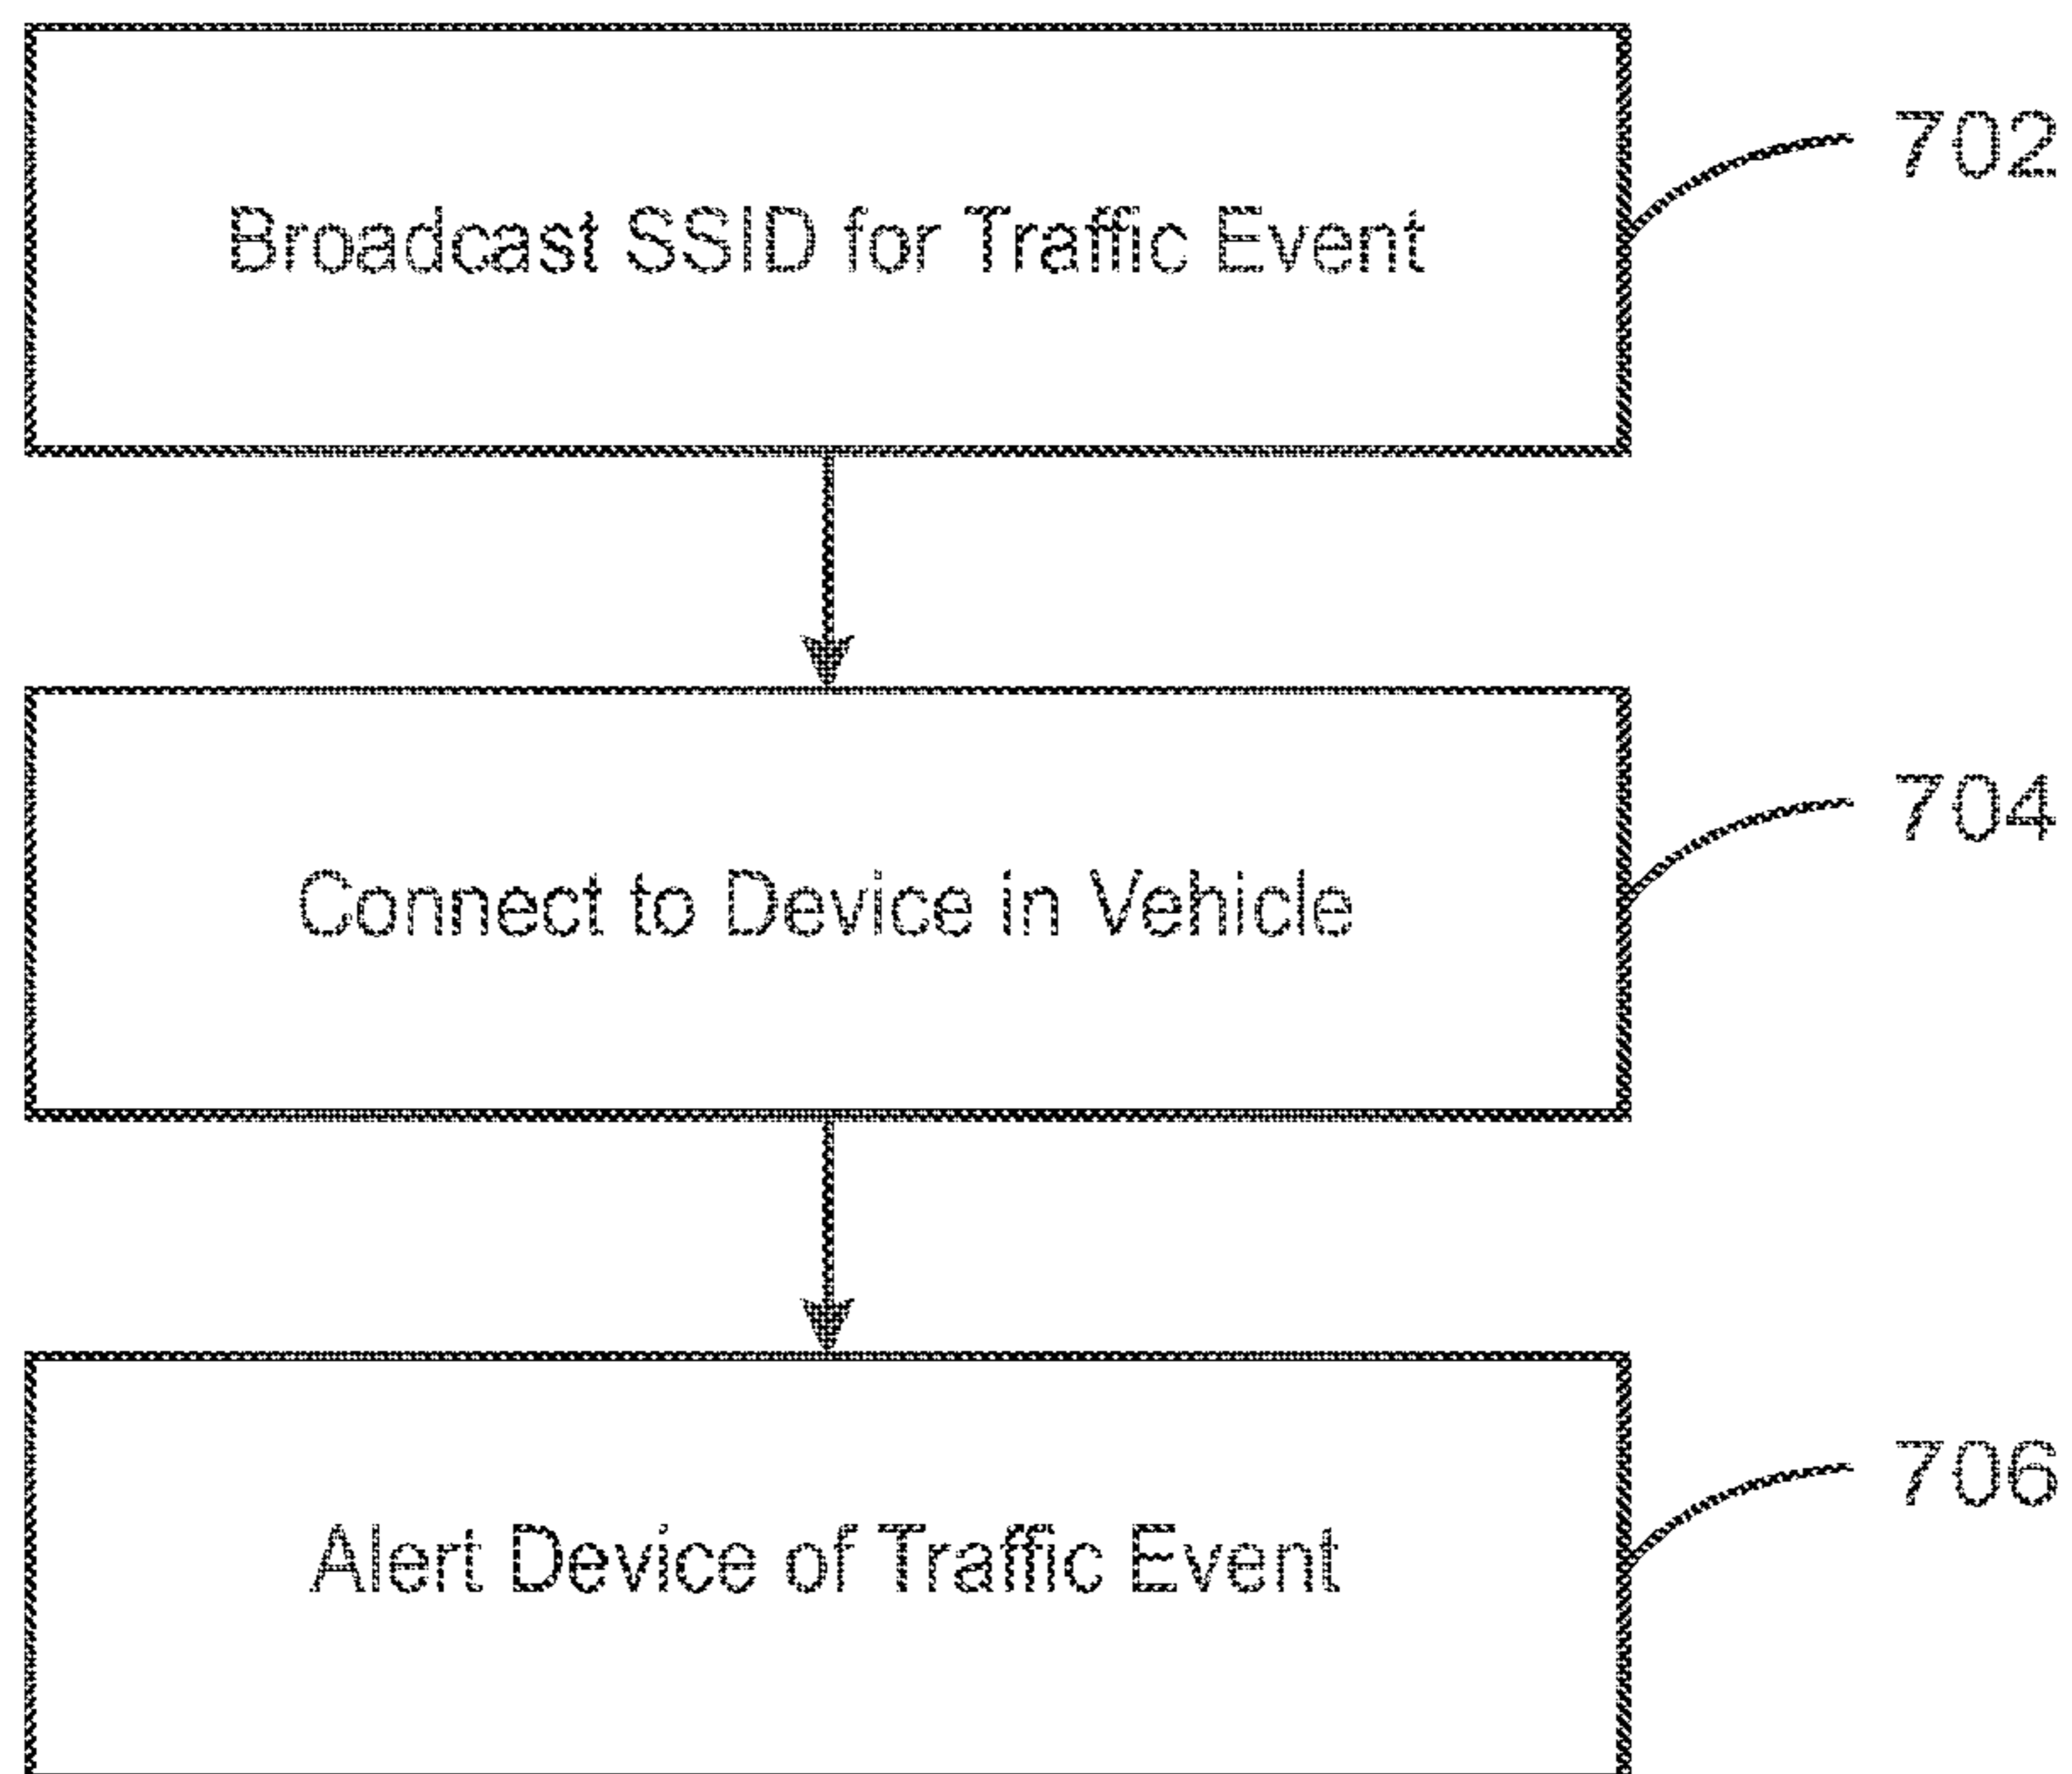 Broadcast SSID for Traffic Event
702
Connect to Device in Vehicle
704
Alert Device of Traffic Event
706